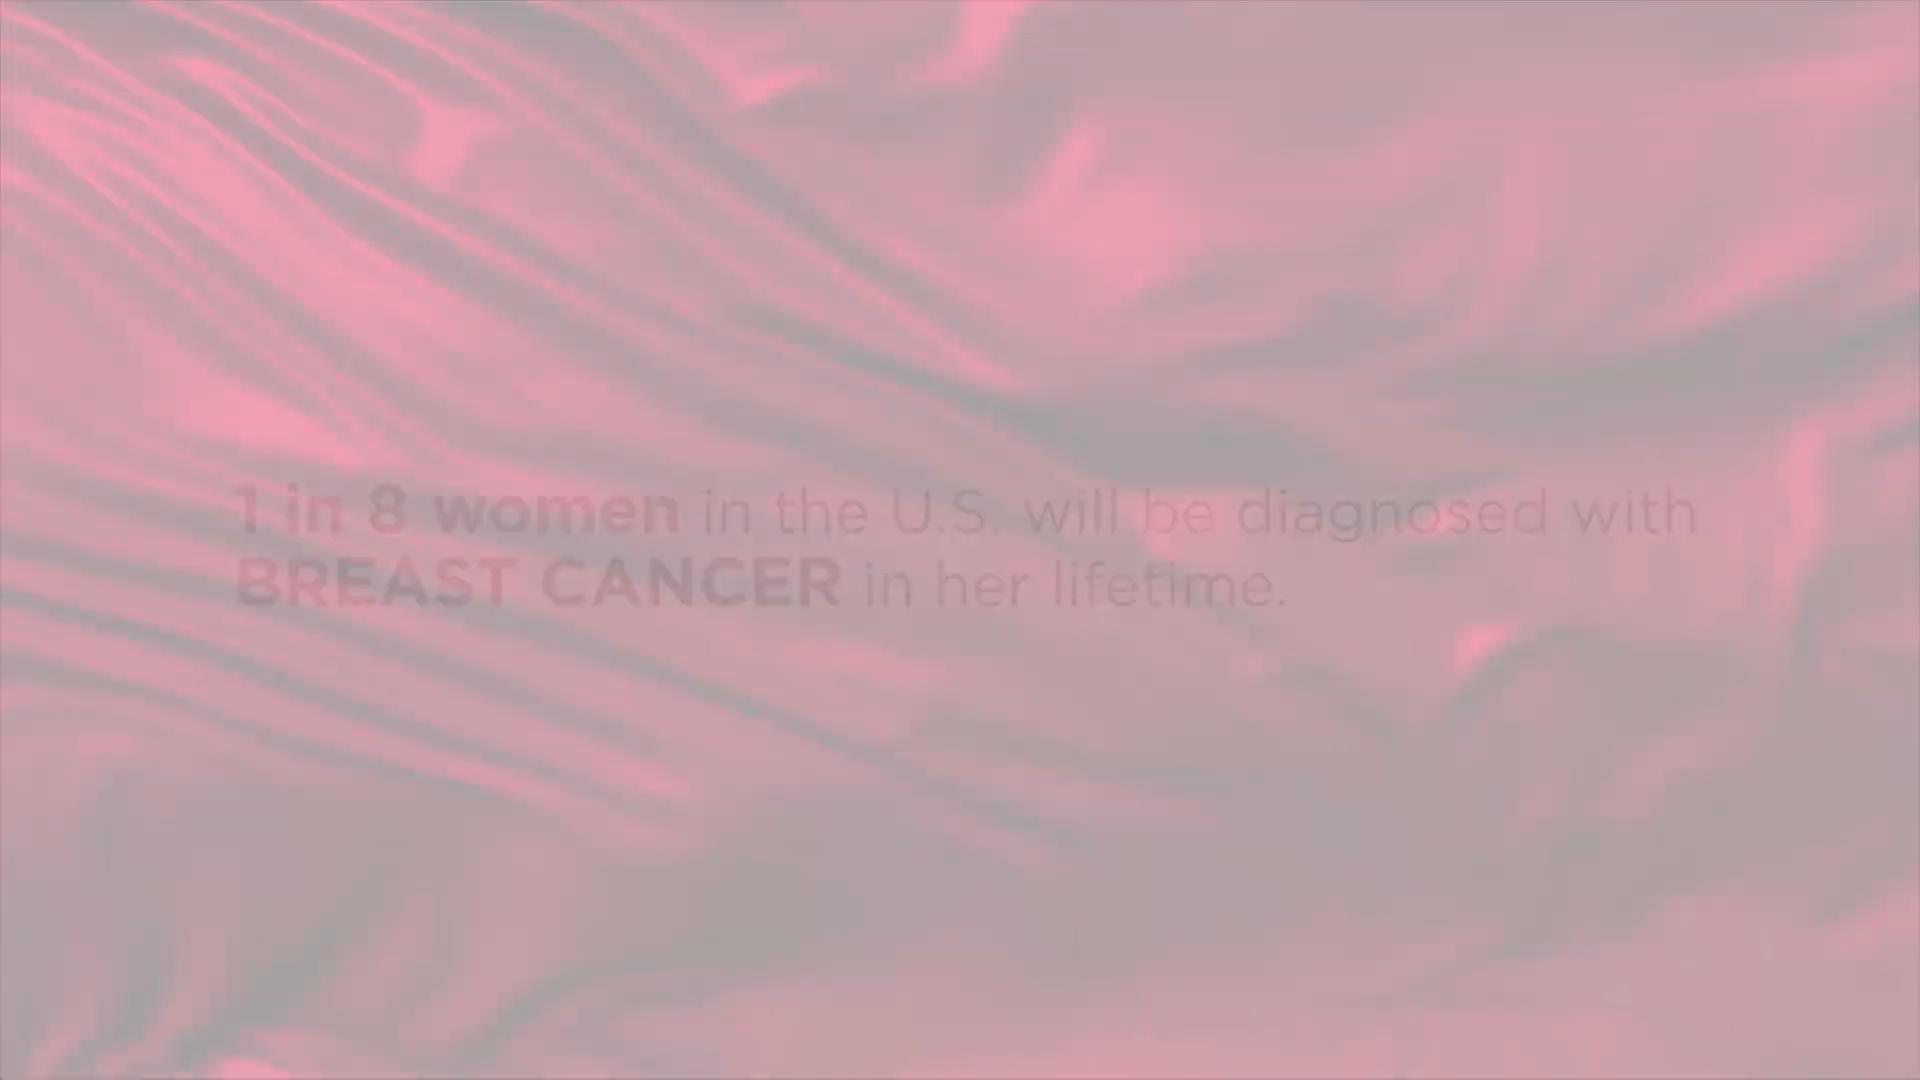 1 in 8 women in the U.S. will be diagnosed with
BREAST CANCER in her lifetime.